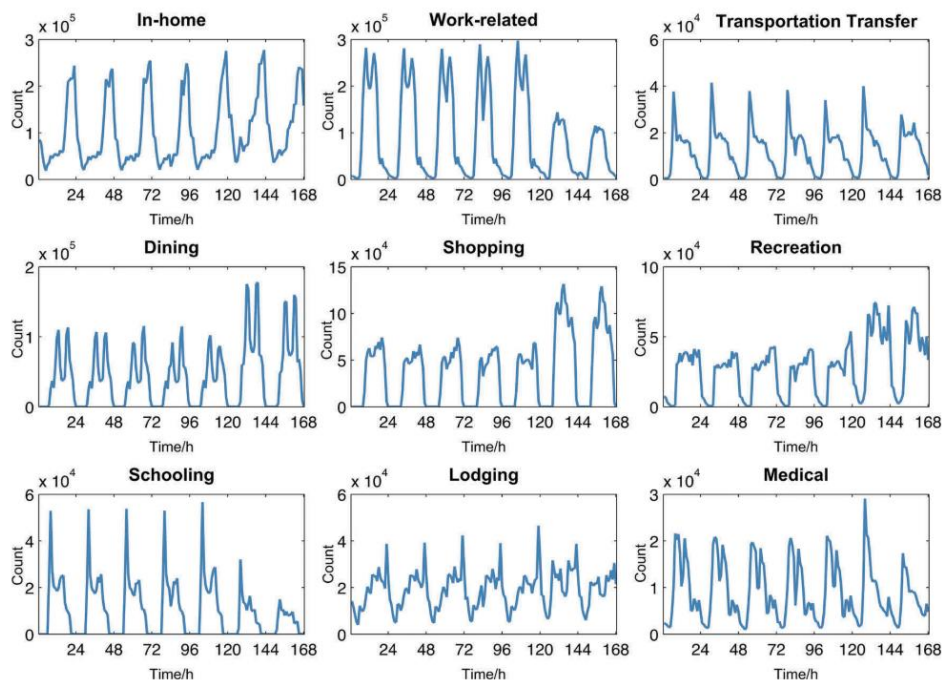 In-home
x 10^5
3
2
1
0
Count
24 48 72 96 120 144 168
Time/h
Work-related
x 10^5
3
2
1
0
Count
24 48 72 96 120 144 168
Time/h
Transportation Transfer
x 10^4
6
4
2
0
Count
24 48 72 96 120 144 168
Time/h
Dining
x 10^5
2
1
0
Count
24 48 72 96 120 144 168
Time/h
Shopping
x 10^4
15
10
5
0
Count
24 48 72 96 120 144 168
Time/h
Recreation
x 10^4
10
5
0
Count
24 48 72 96 120 144 168
Time/h
Schooling
x 10^4
6
4
2
0
Count
24 48 72 96 120 144 168
Time/h
Lodging
x 10^4
6
4
2
0
Count
24 48 72 96 120 144 168
Time/h
Medical
x 10^4
3
2
1
0
Count
24 48 72 96 120 144 168
Time/h